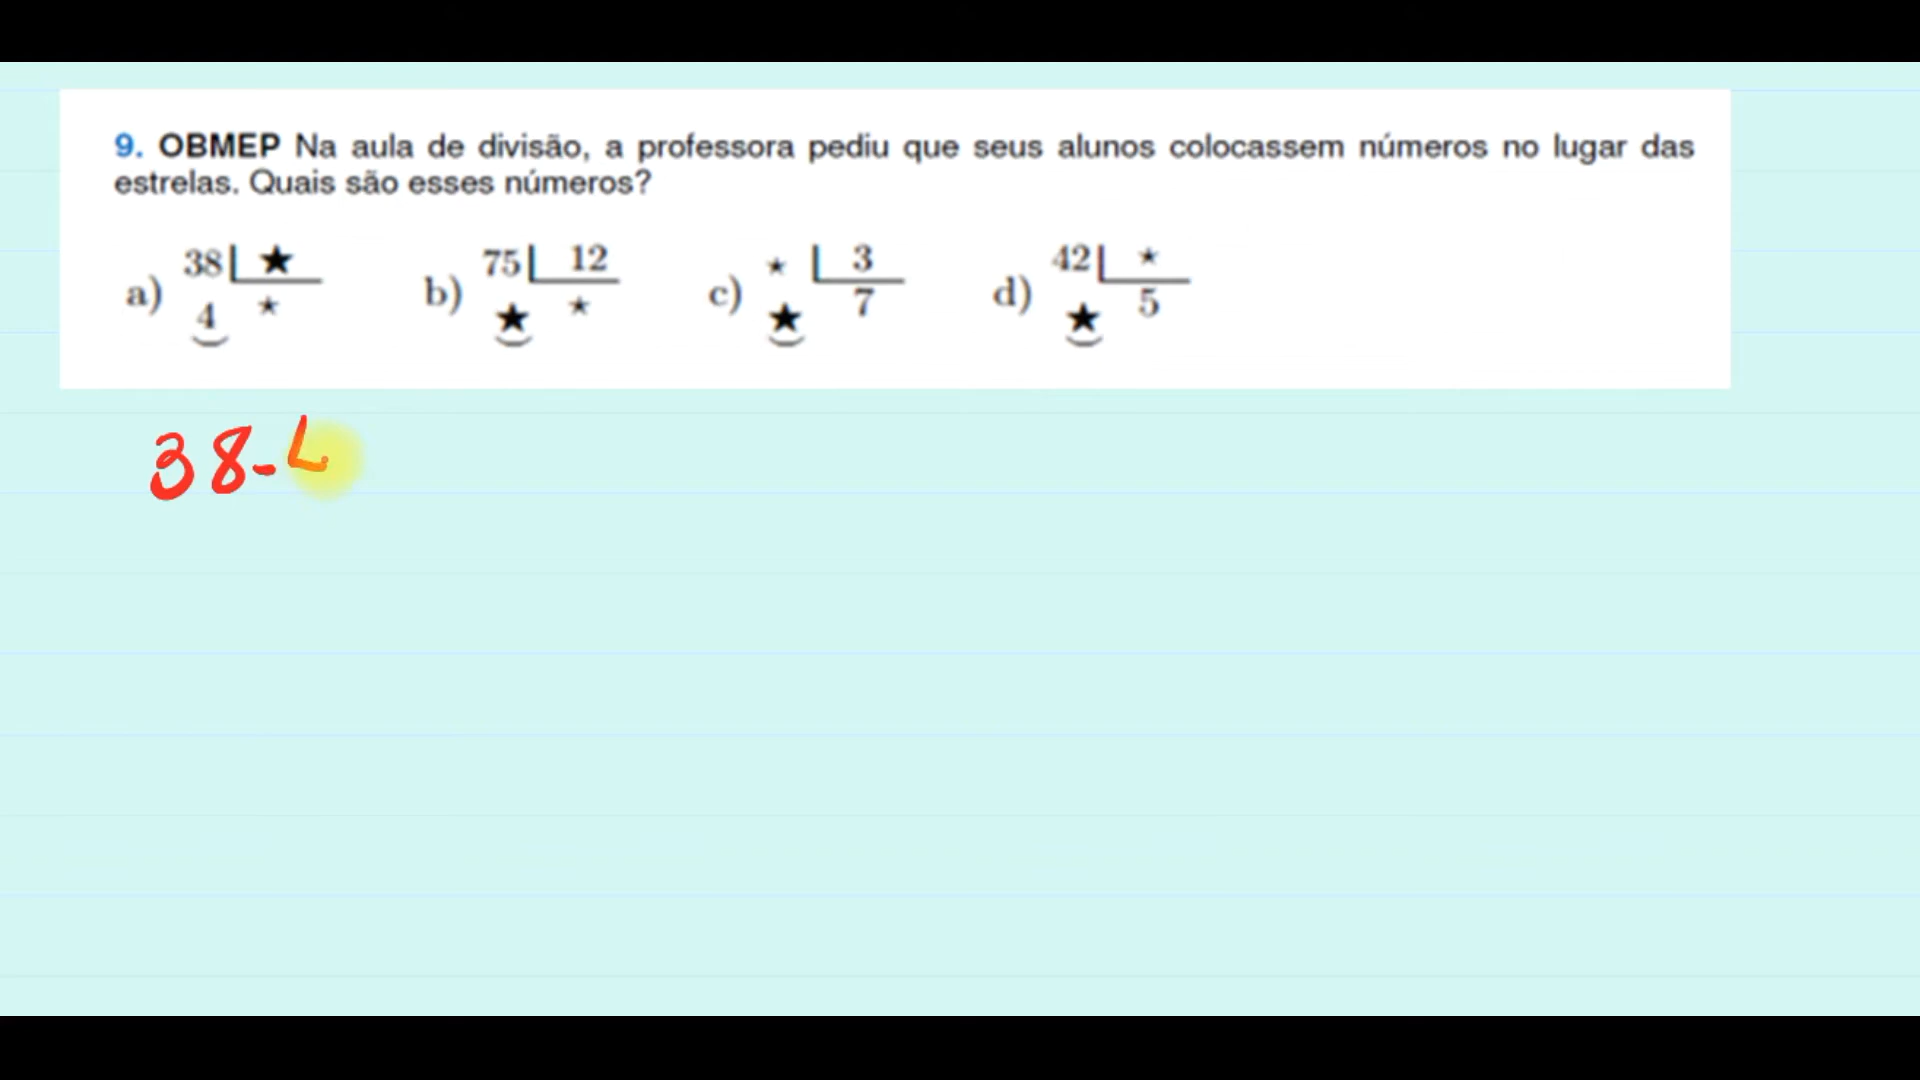 9. OBMEP Na aula de divisão, a professora pediu que seus alunos colocassem números no lugar das
estrelas. Quais são esses números?
a) 38 ★ 4 ★
b) 75 12 ★ ★
c) ★ 3 ★ 7
d) 42 ★ ★ 5
38-4